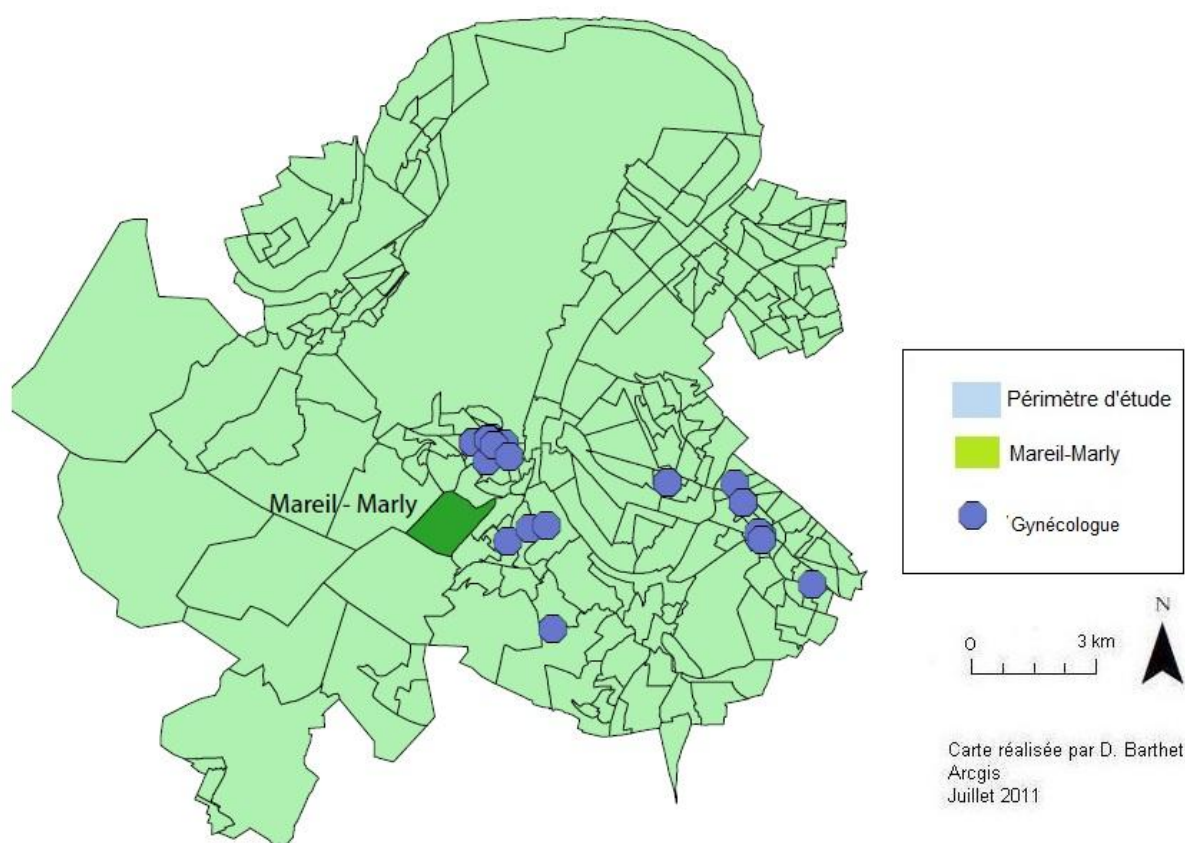 Mareil - Marly
Périmètre d'étude
Mareil-Marly
'Gynécologue
N
0 3 km
Carte réalisée par D. Barthet
Arcgis
Juillet 2011